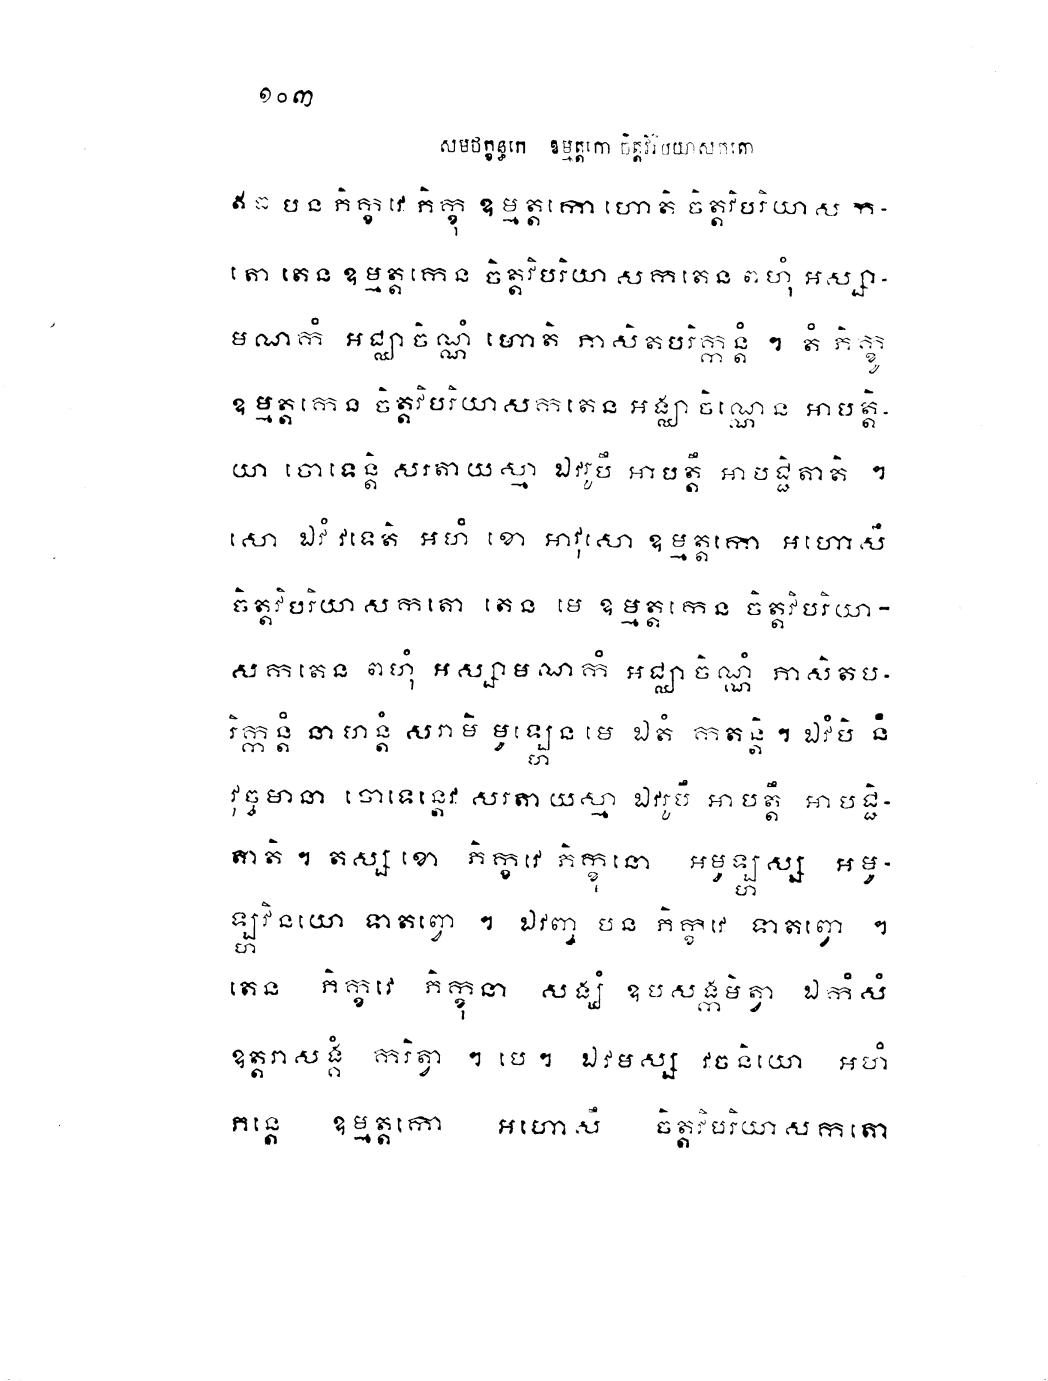 ១០៣
សមថក្ខន្ធកេ ឧម្មត្តកោ ចិត្តវិបរិយាសកតោ
ឥធ បន ភិក្ខវេ ភិក្ខុ ឧម្មត្តកោ ហោតិ ចិត្តវិបរិយាសក-
តោ តេន ឧម្មត្តកេន ចិត្តវិបរិយាសកតេន ពហុំ អស្សា-
មណកំ អជ្ឈាចិណ្ណំ ហោតិ ភាសិតបរិក្កន្តំ ។ តំ ភិក្ខូ
ឧម្មត្តកេន ចិត្តវិបរិយាសកតេន អជ្ឈាចិណ្ណេន អាបត្តិ-
យា ចោទេន្តិ សរតាយស្មា ឯវរូបឹ អាបត្តឹ អាបជ្ជិតាតិ ។
សោ ឯវំ វទេតិ អហំ ខោ អាវុសោ ឧម្មត្តកោ អហោសឹ
ចិត្តវិបរិយាសកតោ តេន មេ ឧម្មត្តកេន ចិត្តវិបរិយា-
សកតេន ពហុំ អស្សាមណកំ អជ្ឈាចិណ្ណំ ភាសិតប-
រិក្កន្តំ នាហន្តំ សរាមិ មូឡ្ហេន មេ ឯតំ កតន្តិ ។ ឯវំបិ នំ
វុច្ចមានា ចោទេន្តេវ សរតាយស្មា ឯវរូបឹ អាបត្តឹ អាបជ្ជិ-
តាតិ ។ តស្ស ខោ ភិក្ខវេ ភិក្ខុនោ អមូឡ្ហស្ស អមូ-
ឡ្ហវិនយោ ទាតព្វោ ។ ឯវញ្ច បន ភិក្ខវេ ទាតព្វោ ។
តេន ភិក្ខវេ ភិក្ខុនា សង្ឃំ ឧបសង្កមិត្វា ឯកំសំ
ឧត្តរាសង្គំ ការិត្វា ។ បេ ។ ឯវមស្ស វចនិយោ អហំ
ភន្តេ ឧម្មត្តកោ អហោសឹ ចិត្តវិបរិយាសកតោ